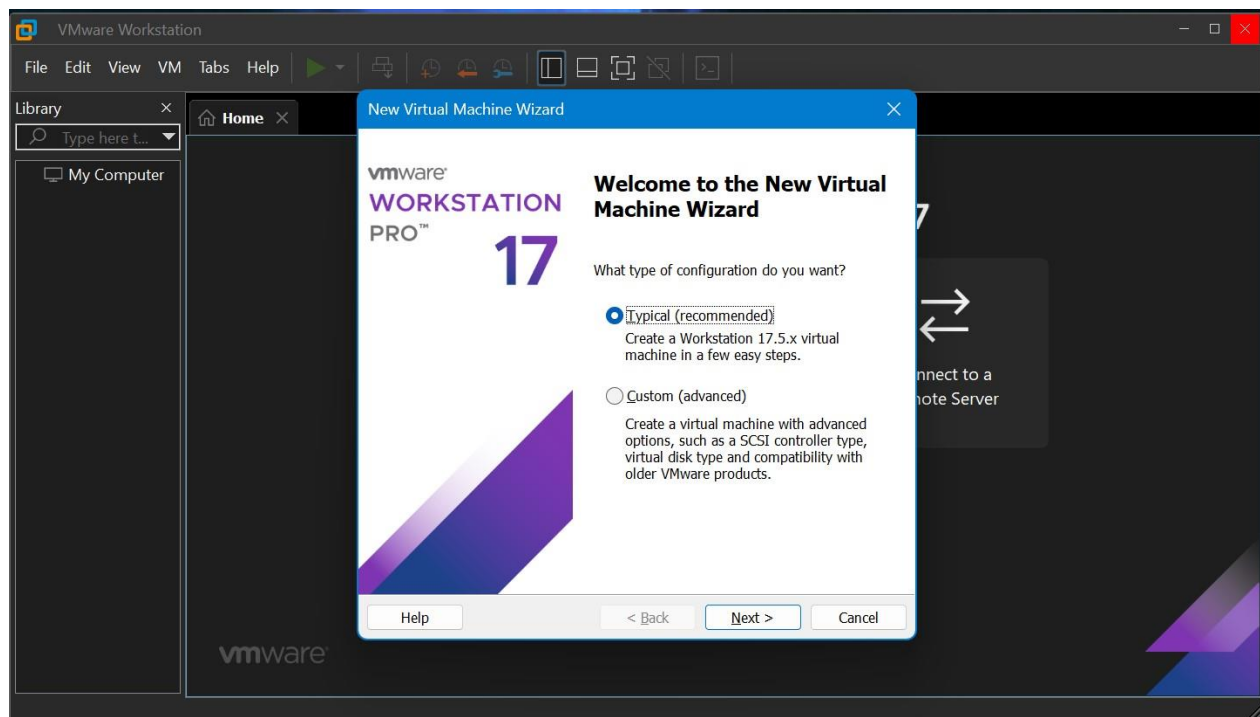 VMware Workstation
File Edit View VM Tabs Help
Library
Type here t...
My Computer
Home
New Virtual Machine Wizard
vmware
WORKSTATION
PRO™
17
Welcome to the New Virtual
Machine Wizard
What type of configuration do you want?
Typical (recommended)
Create a Workstation 17.5.x virtual
machine in a few easy steps.
Custom (advanced)
Create a virtual machine with advanced
options, such as a SCSI controller type,
virtual disk type and compatibility with
older VMware products.
Help < Back Next > Cancel
7
nnect to a
ote Server
vmware